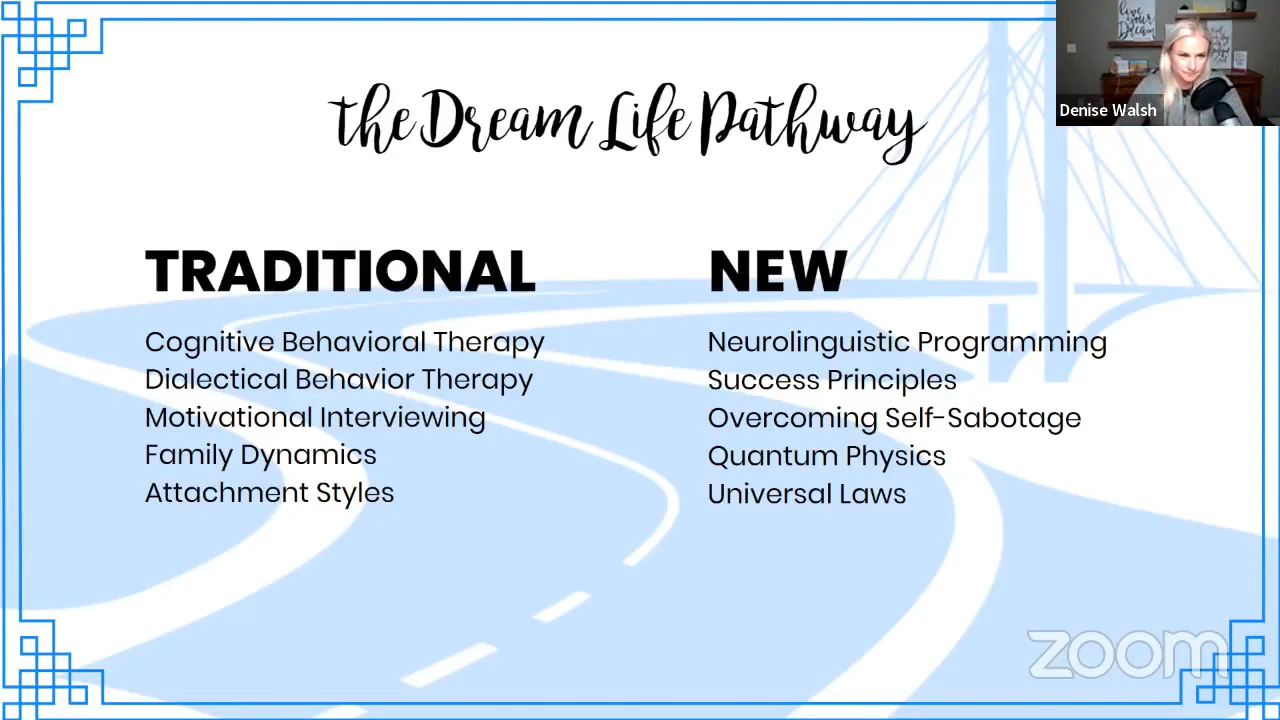 the Dream Life Pathway
Denise Walsh
TRADITIONAL
Cognitive Behavioral Therapy
Dialectical Behavior Therapy
Motivational Interviewing
Family Dynamics
Attachment Styles
NEW
Neurolinguistic Programming
Success Principles
Overcoming Self-Sabotage
Quantum Physics
Universal Laws
zoom